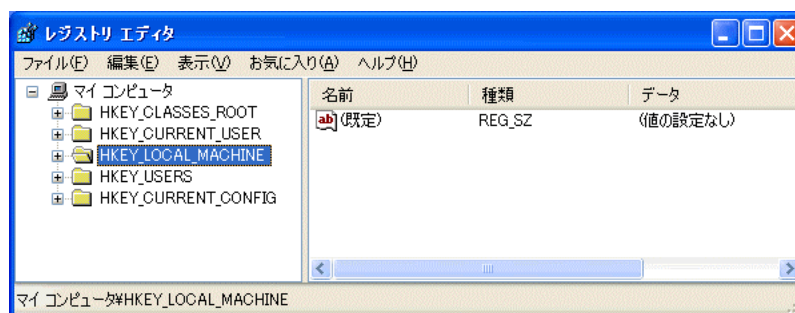 レジストリ エディタ
ファイル(F) 編集(E) 表示(V) お気に入り(A) ヘルプ(H)
マイ コンピュータ
HKEY_CLASSES_ROOT
HKEY_CURRENT_USER
HKEY_LOCAL_MACHINE
HKEY_USERS
HKEY_CURRENT_CONFIG
名前 種類 データ
ab (既定) REG_SZ (値の設定なし)
マイ コンピュータ¥HKEY_LOCAL_MACHINE